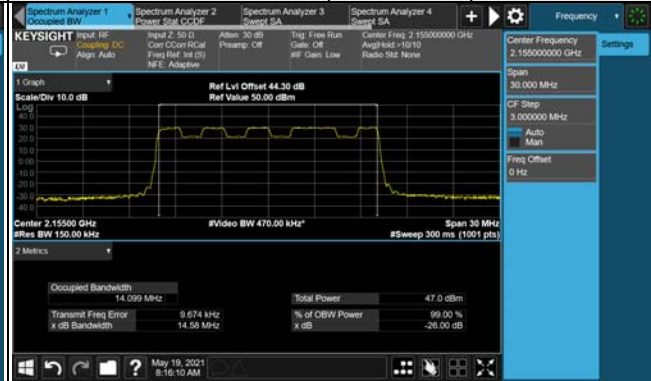 Spectrum Analyzer 1
Occupied BW
Spectrum Analyzer 2
Power Stat CCDF
Spectrum Analyzer 3
Swept SA
Spectrum Analyzer 4
Swept SA
Frequency
KEYSIGHT
Input: RF
Coupling: DC
Align: Auto
Input Z: 50 Ω
Corr CCorr RCal
Freq Ref: Int (S)
NFE: Adaptive
Atten: 30 dB
Preamp: Off
Trig: Free Run
Gate: Off
#IF Gain: Low
Center Freq: 2.155000000 GHz
Avg|Hold:>10/10
Radio Std: None
Center Frequency
2.155000000 GHz
Settings
Span
30.000 MHz
CF Step
3.000000 MHz
Auto
Man
Freq Offset
0 Hz
LXI
1 Graph
Scale/Div 10.0 dB
Ref Lvl Offset 44.30 dB
Ref Value 50.00 dBm
Log
40.0
30.0
20.0
10.0
0.00
-10.0
-20.0
-30.0
-40.0
Center 2.15500 GHz
#Res BW 150.00 kHz
#Video BW 470.00 kHz*
Span 30 MHz
#Sweep 300 ms (1001 pts)
2 Metrics
Occupied Bandwidth
14.099 MHz
Total Power 47.0 dBm
Transmit Freq Error 9.674 kHz
% of OBW Power 99.00 %
x dB Bandwidth 14.58 MHz
x dB -26.00 dB
May 19, 2021
8:16:10 AM